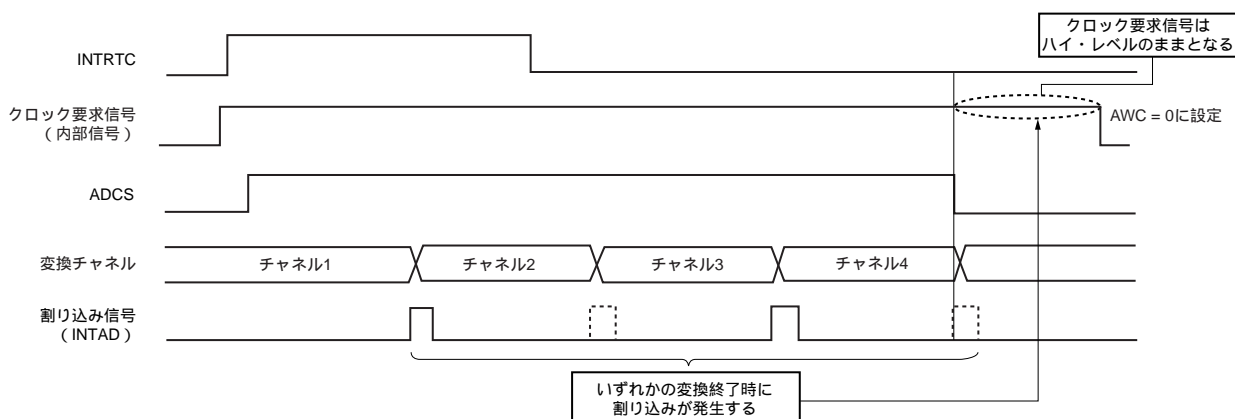 クロック要求信号は
ハイ・レベルのままとなる
INTRTC
クロック要求信号
（内部信号）
AWC = 0に設定
ADCS
変換チャネル
チャネル1
チャネル2
チャネル3
チャネル4
割り込み信号
（INTAD）
いずれかの変換終了時に
割り込みが発生する